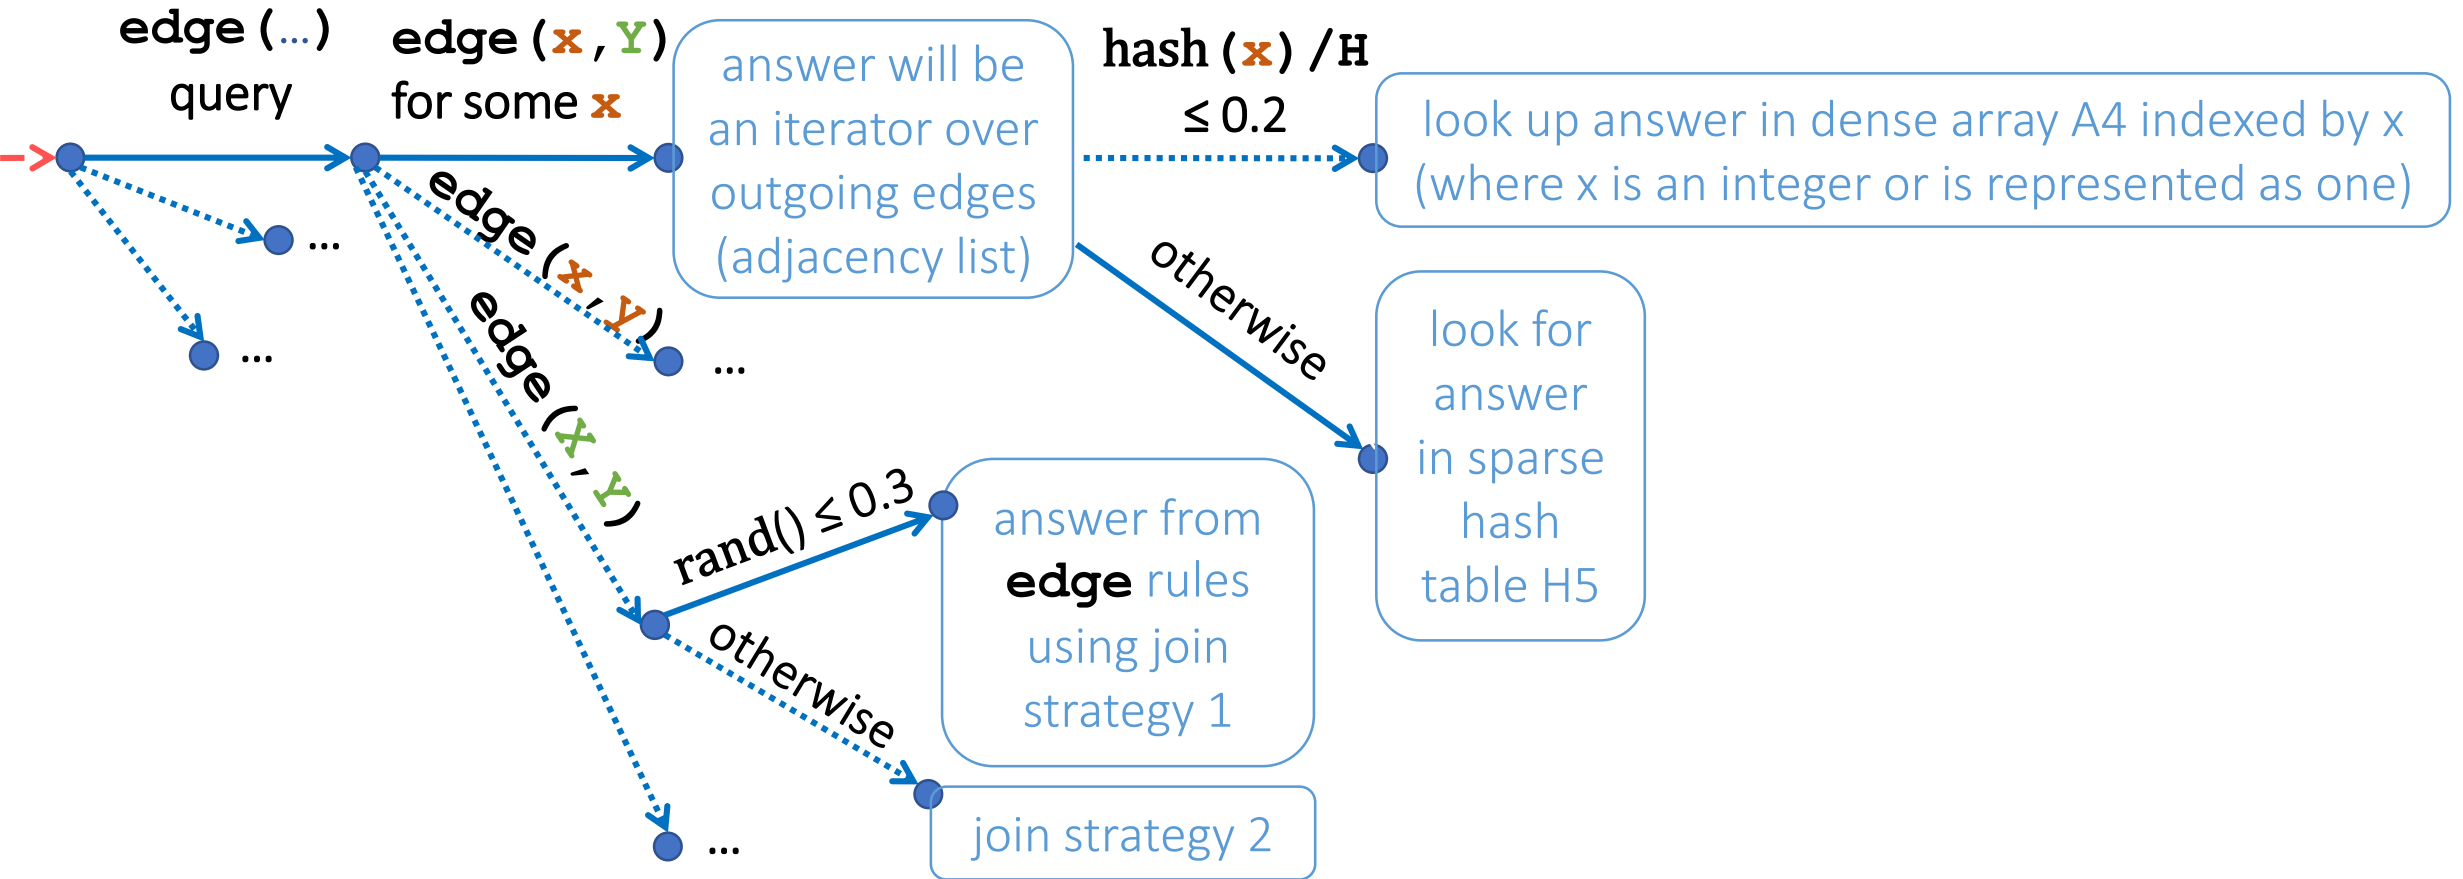 edge(...)
query
edge(x,Y)
for some x
answer will be
an iterator over
outgoing edges
(adjacency list)
hash(x)/H
≤ 0.2
look up answer in dense array A4 indexed by x
(where x is an integer or is represented as one)
...
...
edge(x,y)
...
otherwise
look for
answer
in sparse
hash
table H5
edge(X,Y)
rand() ≤ 0.3
answer from
edge rules
using join
strategy 1
otherwise
join strategy 2
...